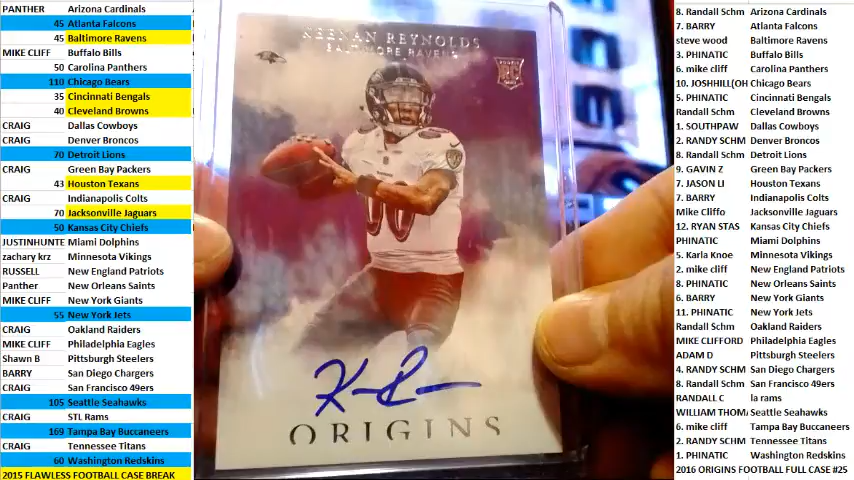 PANTHER Arizona Cardinals
45 Atlanta Falcons
45 Baltimore Ravens
MIKE CLIFF Buffalo Bills
50 Carolina Panthers
110 Chicago Bears
35 Cincinnati Bengals
40 Cleveland Browns
CRAIG Dallas Cowboys
CRAIG Denver Broncos
70 Detroit Lions
CRAIG Green Bay Packers
43 Houston Texans
CRAIG Indianapolis Colts
70 Jacksonville Jaguars
50 Kansas City Chiefs
JUSTINHUNTE Miami Dolphins
zachary krz Minnesota Vikings
RUSSELL New England Patriots
Panther New Orleans Saints
MIKE CLIFF New York Giants
55 New York Jets
CRAIG Oakland Raiders
MIKE CLIFF Philadelphia Eagles
Shawn B Pittsburgh Steelers
BARRY San Diego Chargers
CRAIG San Francisco 49ers
105 Seattle Seahawks
CRAIG STL Rams
169 Tampa Bay Buccaneers
CRAIG Tennessee Titans
60 Washington Redskins
2015 FLAWLESS FOOTBALL CASE BREAK
KEENAN REYNOLDS
BALTIMORE RAVENS
RC
ORIGINS
8. Randall Schm Arizona Cardinals
7. BARRY Atlanta Falcons
steve wood Baltimore Ravens
3. PHINATIC Buffalo Bills
6. mike cliff Carolina Panthers
10. JOSHHILL(OH Chicago Bears
5. PHINATIC Cincinnati Bengals
Randall Schm Cleveland Browns
1. SOUTHPAW Dallas Cowboys
2. RANDY SCHM Denver Broncos
8. Randall Schm Detroit Lions
9. GAVIN Z Green Bay Packers
7. JASON LI Houston Texans
7. BARRY Indianapolis Colts
Mike Cliffo Jacksonville Jaguars
12. RYAN STAS Kansas City Chiefs
PHINATIC Miami Dolphins
5. Karla Knoe Minnesota Vikings
2. mike cliff New England Patriots
8. PHINATIC New Orleans Saints
6. BARRY New York Giants
11. PHINATIC New York Jets
Randall Schm Oakland Raiders
MIKE CLIFFORD Philadelphia Eagles
ADAM D Pittsburgh Steelers
4. RANDY SCHM San Diego Chargers
8. Randall Schm San Francisco 49ers
RANDALL C la rams
WILLIAM THOM Seattle Seahawks
6. mike cliff Tampa Bay Buccaneers
2. RANDY SCHM Tennessee Titans
1. PHINATIC Washington Redskins
2016 ORIGINS FOOTBALL FULL CASE #25